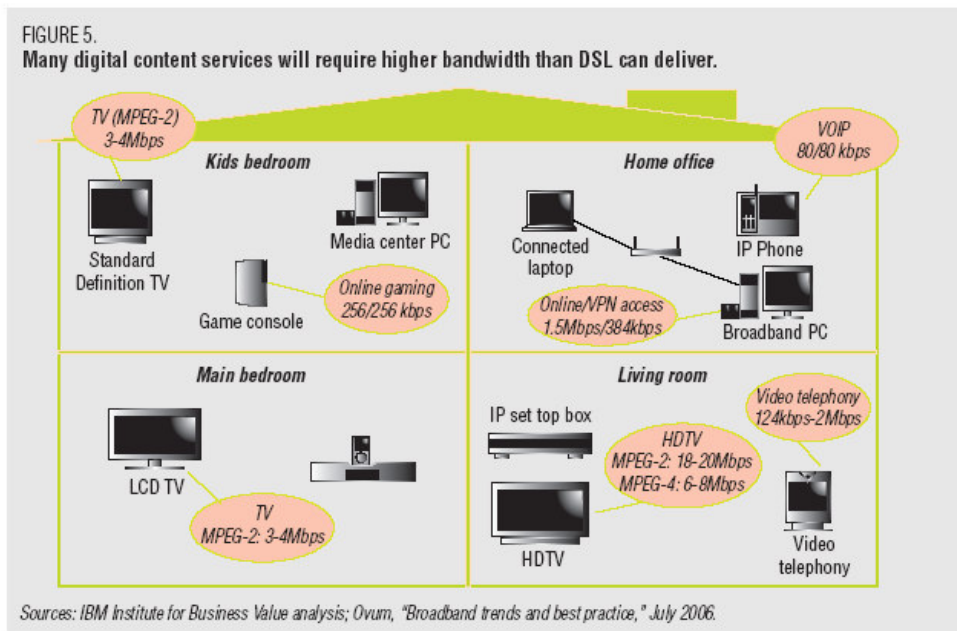 FIGURE 5.
Many digital content services will require higher bandwidth than DSL can deliver.
TV (MPEG-2)
3-4Mbps
Kids bedroom
Standard
Definition TV
Media center PC
Game console
Online gaming
256/256 kbps
Home office
VOIP
80/80 kbps
Connected
laptop
IP Phone
Online/VPN access
1.5Mbps/384kbps
Broadband PC
Main bedroom
LCD TV
TV
MPEG-2: 3-4Mbps
Living room
IP set top box
HDTV
MPEG-2: 18-20Mbps
MPEG-4: 6-8Mbps
HDTV
Video telephony
124kbps-2Mbps
Video
telephony
Sources: IBM Institute for Business Value analysis; Ovum, "Broadband trends and best practice," July 2006.